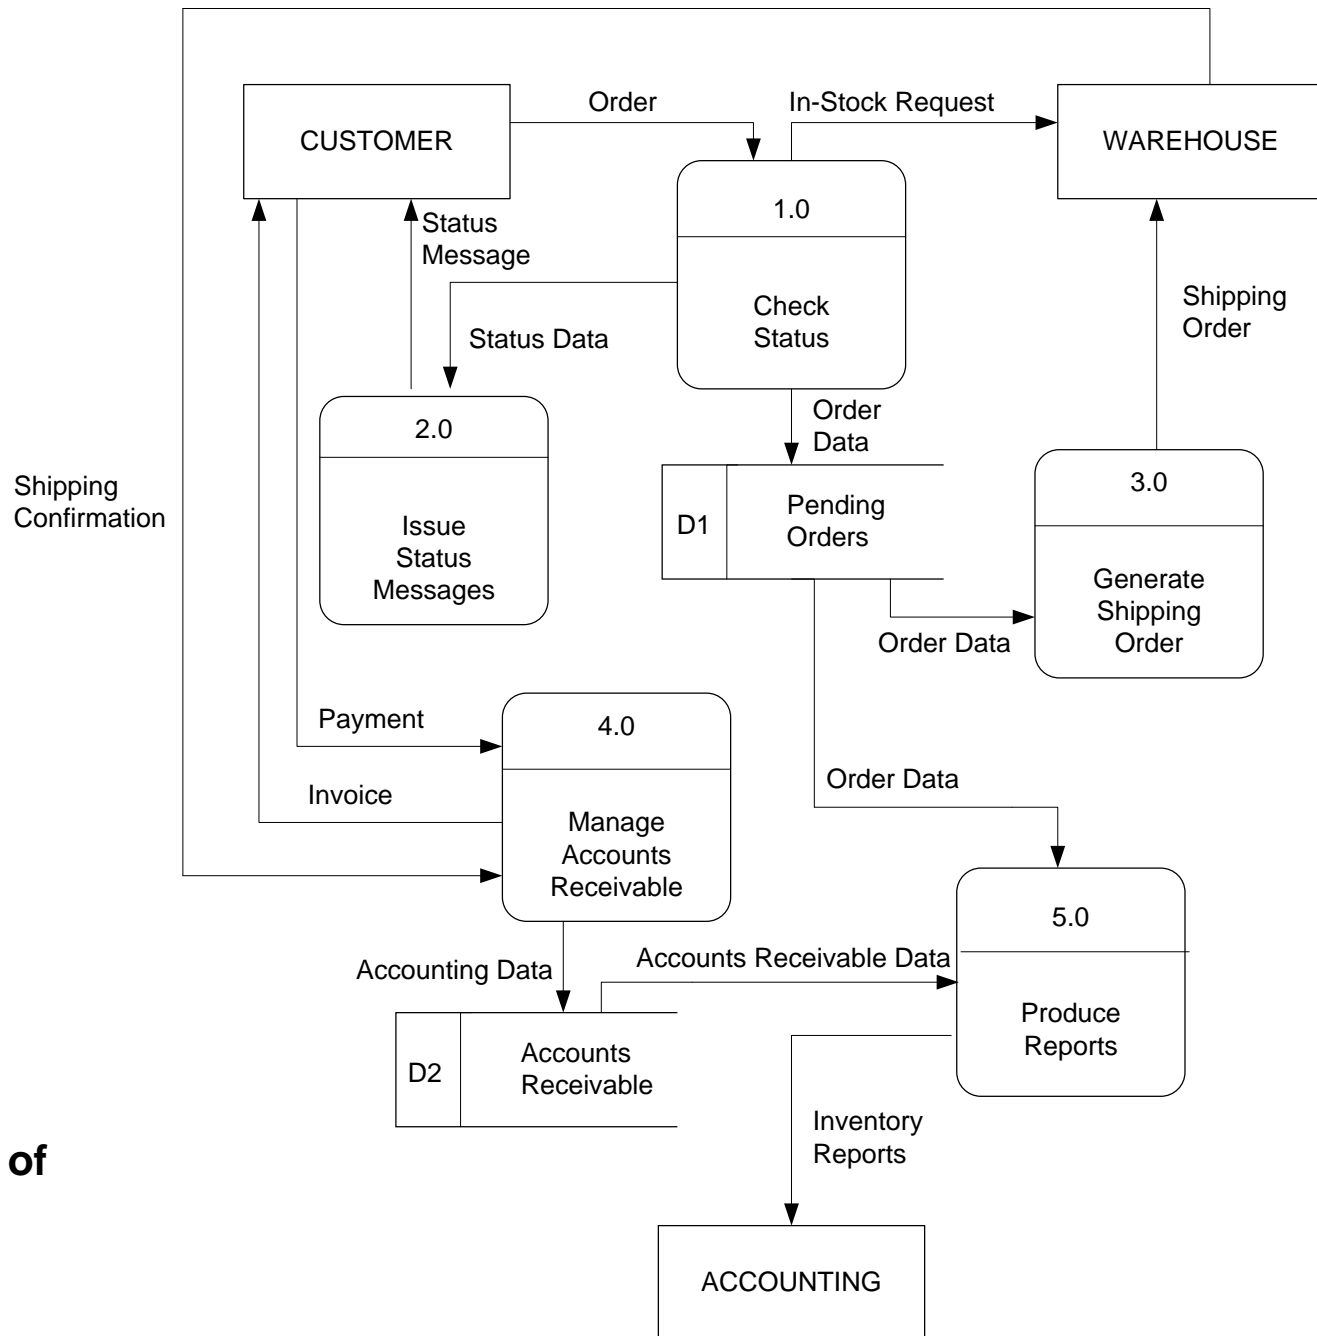 Order
In-Stock Request
CUSTOMER
WAREHOUSE
1.0
Check
Status
Status
Message
Status Data
Shipping
Order
Order
Data
2.0
Issue
Status
Messages
Shipping
Confirmation
D1
Pending
Orders
3.0
Generate
Shipping
Order
Order Data
Payment
4.0
Manage
Accounts
Receivable
Invoice
Order Data
5.0
Produce
Reports
Accounting Data
Accounts Receivable Data
D2
Accounts
Receivable
Inventory
Reports
of
ACCOUNTING